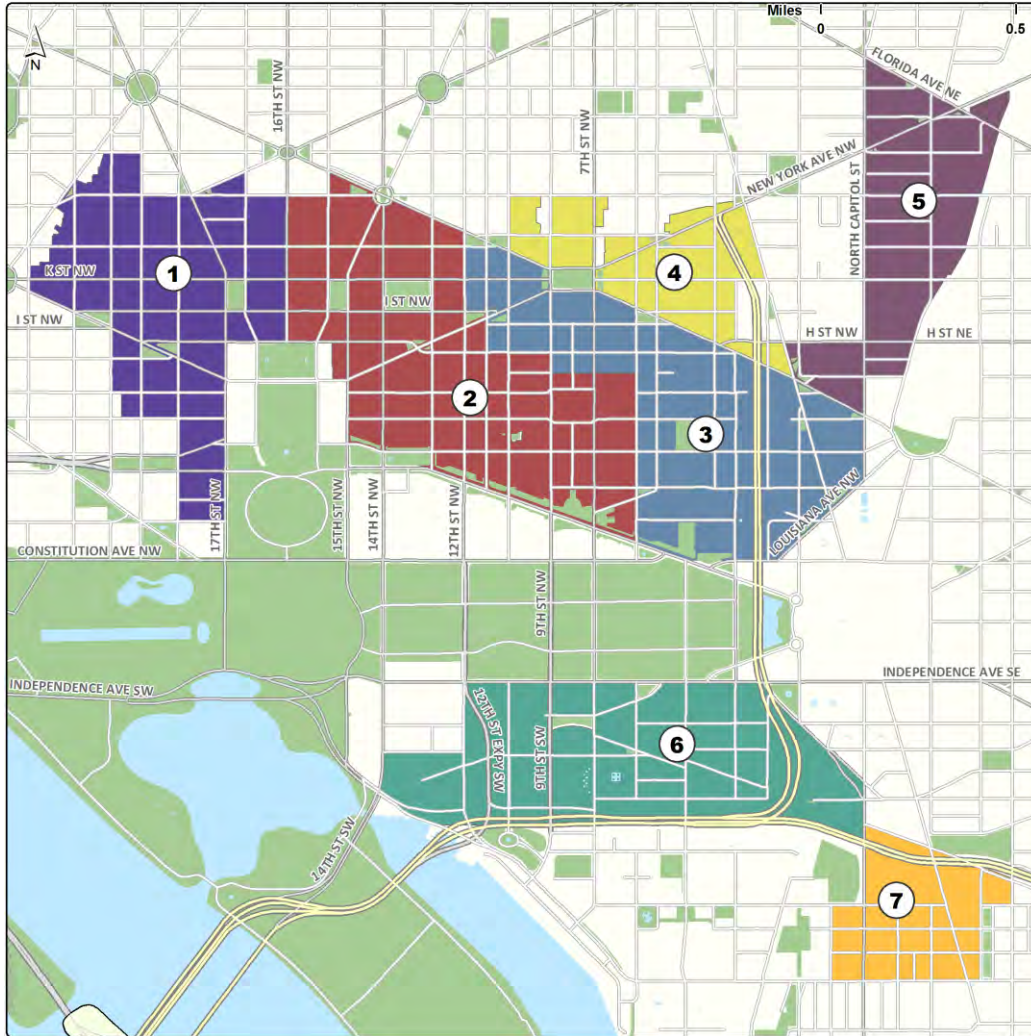 Miles 0 0.5
N
FLORIDA AVE NE
16TH ST NW
7TH ST NW
NEW YORK AVE NW
NORTH CAPITOL ST
5
K ST NW
1
4
I ST NW
I ST NW
H ST NW
H ST NE
2
3
17TH ST NW
15TH ST NW
14TH ST NW
12TH ST NW
LOUISIANA AVE NW
CONSTITUTION AVE NW
9TH ST NW
INDEPENDENCE AVE SW
INDEPENDENCE AVE SE
12TH ST EXPY SW
9TH ST SW
6
14TH ST SW
7